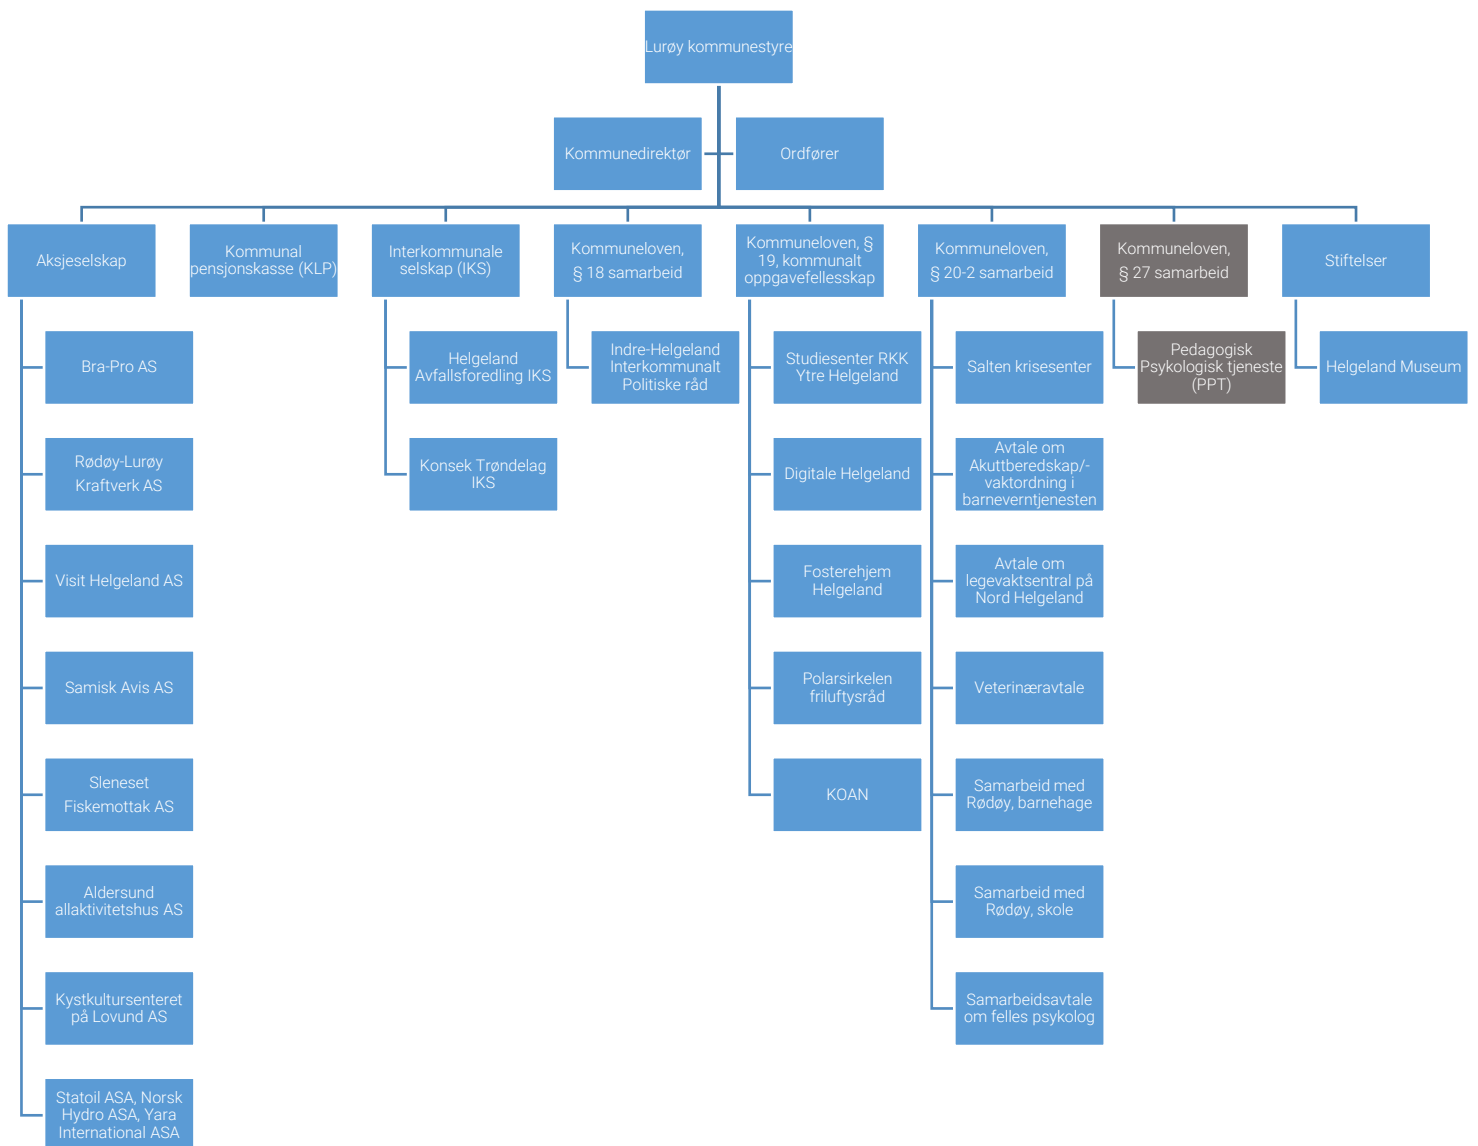 Lurøy kommunestyre
Kommunedirektør
Ordfører
Aksjeselskap
Kommunal
pensjonskasse (KLP)
Interkommunale
selskap (IKS)
Kommuneloven,
§ 18 samarbeid
Kommuneloven, §
19, kommunalt
oppgavefellesskap
Kommuneloven,
§ 20-2 samarbeid
Kommuneloven,
§ 27 samarbeid
Stiftelser
Bra-Pro AS
Rødøy-Lurøy
Kraftverk AS
Visit Helgeland AS
Samisk Avis AS
Sleneset
Fiskemottak AS
Aldersund
allaktivitetshus AS
Kystkultursenteret
på Lovund AS
Statoil ASA, Norsk
Hydro ASA, Yara
International ASA
Helgeland
Avfallsforedling IKS
Konsek Trøndelag
IKS
Indre-Helgeland
Interkommunalt
Politiske råd
Studiesenter RKK
Ytre Helgeland
Digitale Helgeland
Fosterehjem
Helgeland
Polarsirkelen
friluftysråd
KOAN
Salten krisesenter
Avtale om
Akuttberedskap/-
vaktordning i
barneverntjenesten
Avtale om
legevaktsentral på
Nord Helgeland
Veterinæravtale
Samarbeid med
Rødøy, barnehage
Samarbeid med
Rødøy, skole
Samarbeidsavtale
om felles psykolog
Pedagogisk
Psykologisk tjeneste
(PPT)
Helgeland Museum